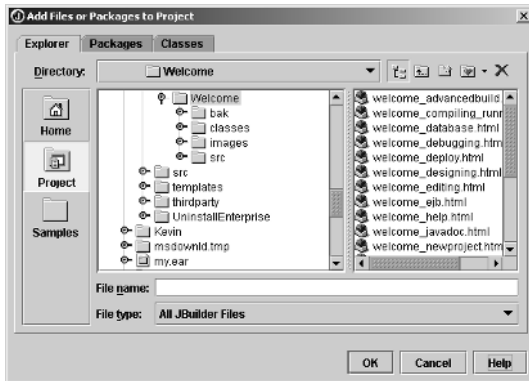 Add Files or Packages to Project
Explorer Packages Classes
Directory: Welcome
Home
Project
Samples
Welcome
bak
classes
images
src
src
templates
thirdparty
UninstallEnterprise
Kevin
msdownld.tmp
my.ear
welcome_advancedbuild.
welcome_compiling_runr
welcome_database.html
welcome_debugging.htm
welcome_deploy.html
welcome_designing.html
welcome_editing.html
welcome_ejb.html
welcome_help.html
welcome_javadoc.html
welcome_newproject.htm
File name:
File type: All JBuilder Files
OK Cancel Help